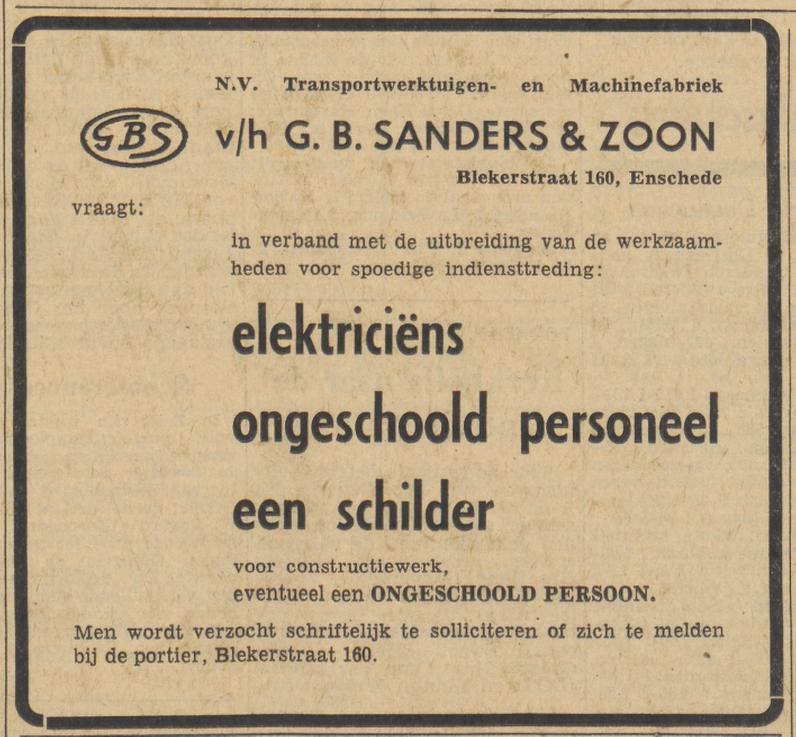 N.V. Transportwerktuigen- en Machinefabriek
GBS v/h G. B. SANDERS & ZOON
Blekerstraat 160, Enschede
vraagt:
in verband met de uitbreiding van de werkzaam-
heden voor spoedige indiensttreding:
elektriciëns
ongeschoold personeel
een schilder
voor constructiewerk,
eventueel een ONGESCHOOLD PERSOON.
Men wordt verzocht schriftelijk te solliciteren of zich te melden
bij de portier, Blekerstraat 160.